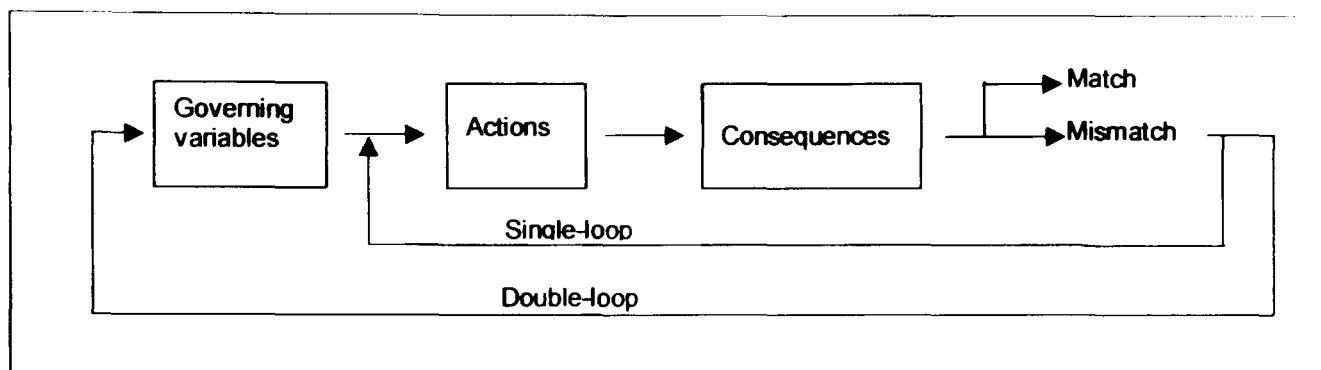 Governing
variables
Actions
Consequences
Match
Mismatch
Single-loop
Double-loop